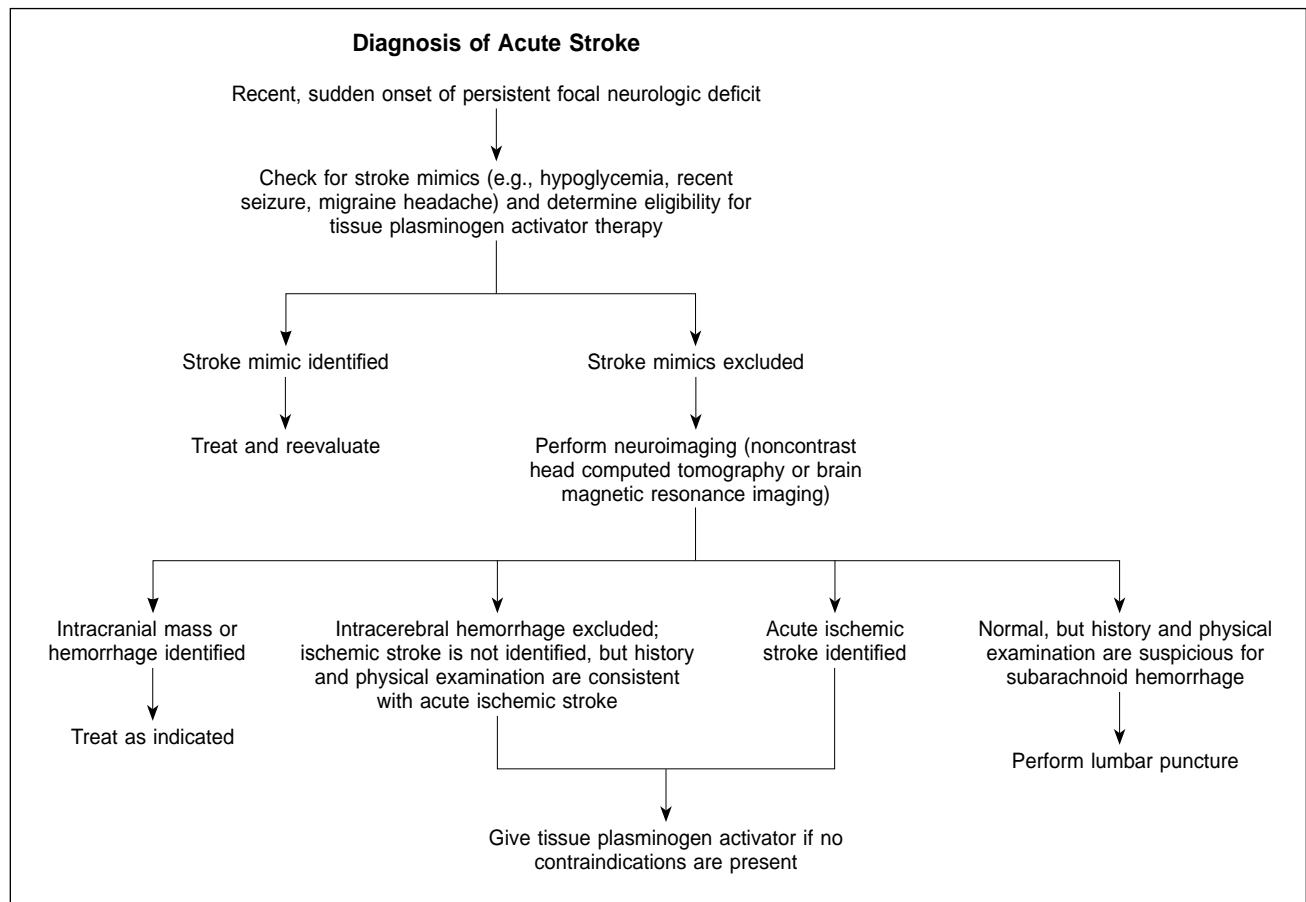 Diagnosis of Acute Stroke
Recent, sudden onset of persistent focal neurologic deficit
Check for stroke mimics (e.g., hypoglycemia, recent
seizure, migraine headache) and determine eligibility for
tissue plasminogen activator therapy
Stroke mimic identified
Stroke mimics excluded
Treat and reevaluate
Perform neuroimaging (noncontrast
head computed tomography or brain
magnetic resonance imaging)
Intracranial mass or
hemorrhage identified
Intracerebral hemorrhage excluded;
ischemic stroke is not identified, but history
and physical examination are consistent
with acute ischemic stroke
Acute ischemic
stroke identified
Normal, but history and physical
examination are suspicious for
subarachnoid hemorrhage
Treat as indicated
Perform lumbar puncture
Give tissue plasminogen activator if no
contraindications are present